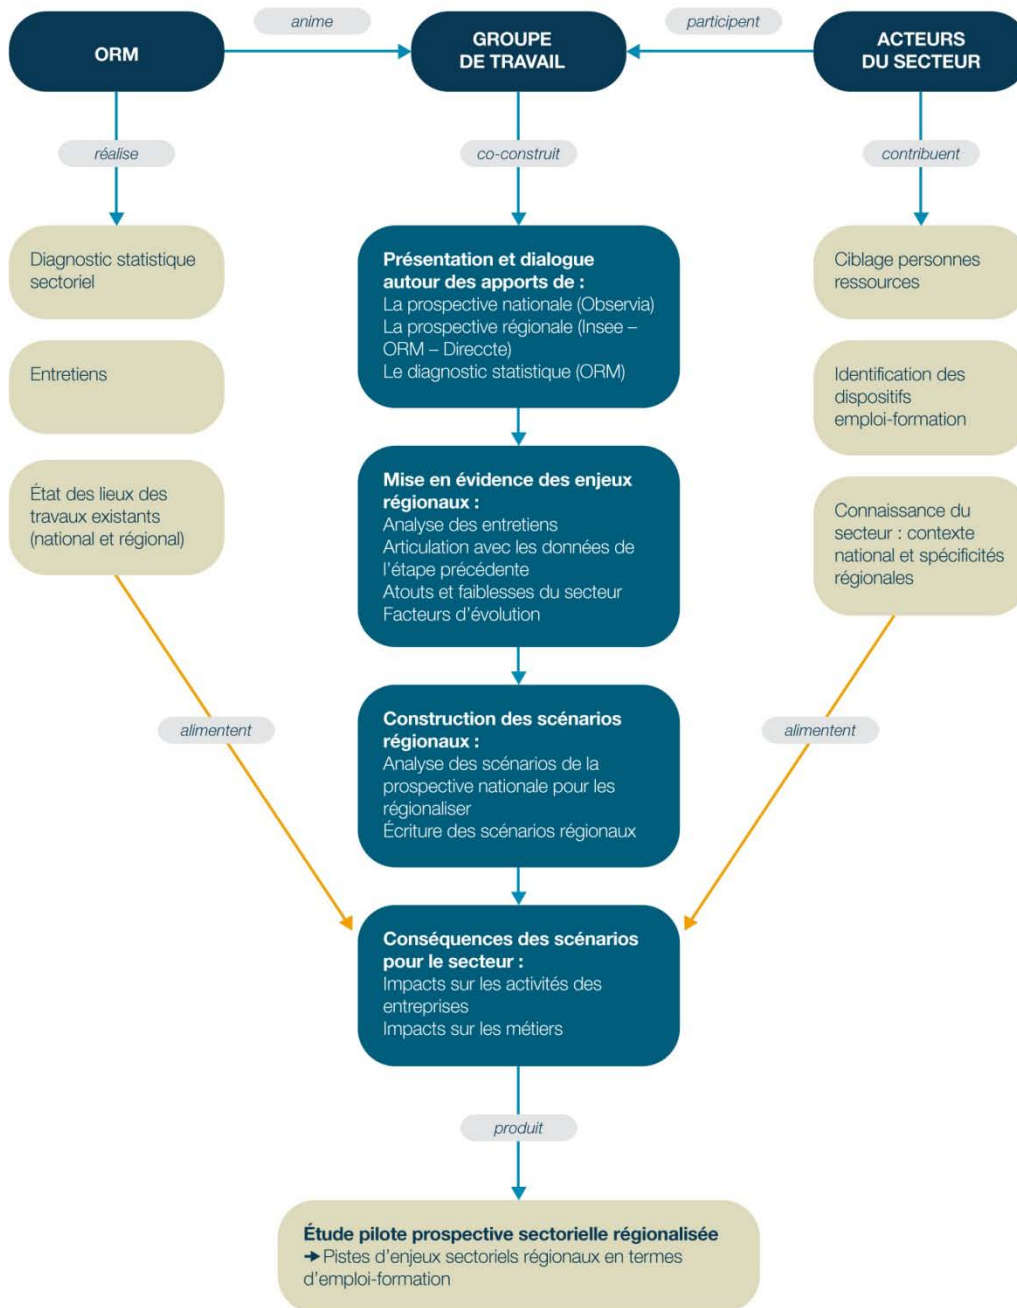 ORM
anime
GROUPE
DE TRAVAIL
participent
ACTEURS
DU SECTEUR
réalise
co-construit
contribuent
Diagnostic statistique
sectoriel
Entretiens
État des lieux des
travaux existants
(national et régional)
Présentation et dialogue
autour des apports de :
La prospective nationale (Observia)
La prospective régionale (Insee –
ORM – Direccte)
Le diagnostic statistique (ORM)
Mise en évidence des enjeux
régionaux :
Analyse des entretiens
Articulation avec les données de
l’étape précédente
Atouts et faiblesses du secteur
Facteurs d’évolution
Construction des scénarios
régionaux :
Analyse des scénarios de la
prospective nationale pour les
régionaliser
Écriture des scénarios régionaux
Conséquences des scénarios
pour le secteur :
Impacts sur les activités des
entreprises
Impacts sur les métiers
Ciblage personnes
ressources
Identification des
dispositifs
emploi-formation
Connaissance du
secteur : contexte
national et spécificités
régionales
alimentent
alimentent
produit
Étude pilote prospective sectorielle régionalisée
➔ Pistes d’enjeux sectoriels régionaux en termes
d’emploi-formation